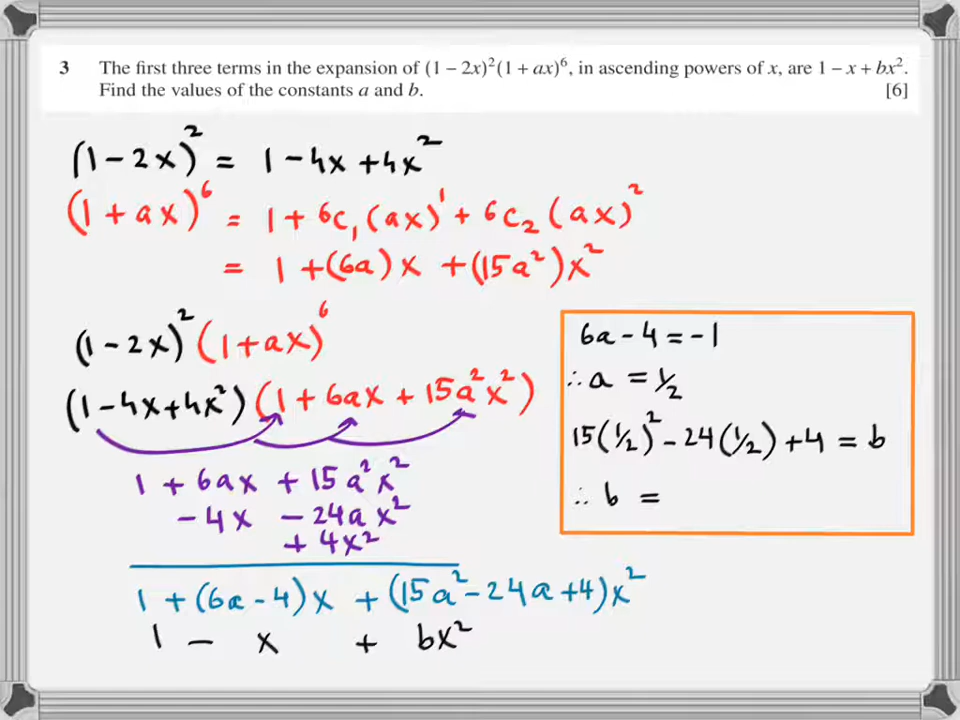 3 The first three terms in the expansion of (1 − 2x)²(1 + ax)⁶, in ascending powers of x, are 1 − x + bx².
Find the values of the constants a and b. [6]
(1 − 2x)² = 1 − 4x + 4x²
(1 + ax)⁶ = 1 + 6c₁(ax)¹ + 6c₂(ax)²
= 1 + (6a)x + (15a²)x²
(1 − 2x)²(1 + ax)⁶
(1 − 4x + 4x²)(1 + 6ax + 15a²x²)
1 + 6ax + 15a²x²
− 4x − 24ax²
+ 4x²
1 + (6a − 4)x + (15a² − 24a + 4)x²
1 − x + bx²
6a − 4 = −1
∴ a = ½
15(½)² − 24(½) + 4 = b
∴ b =